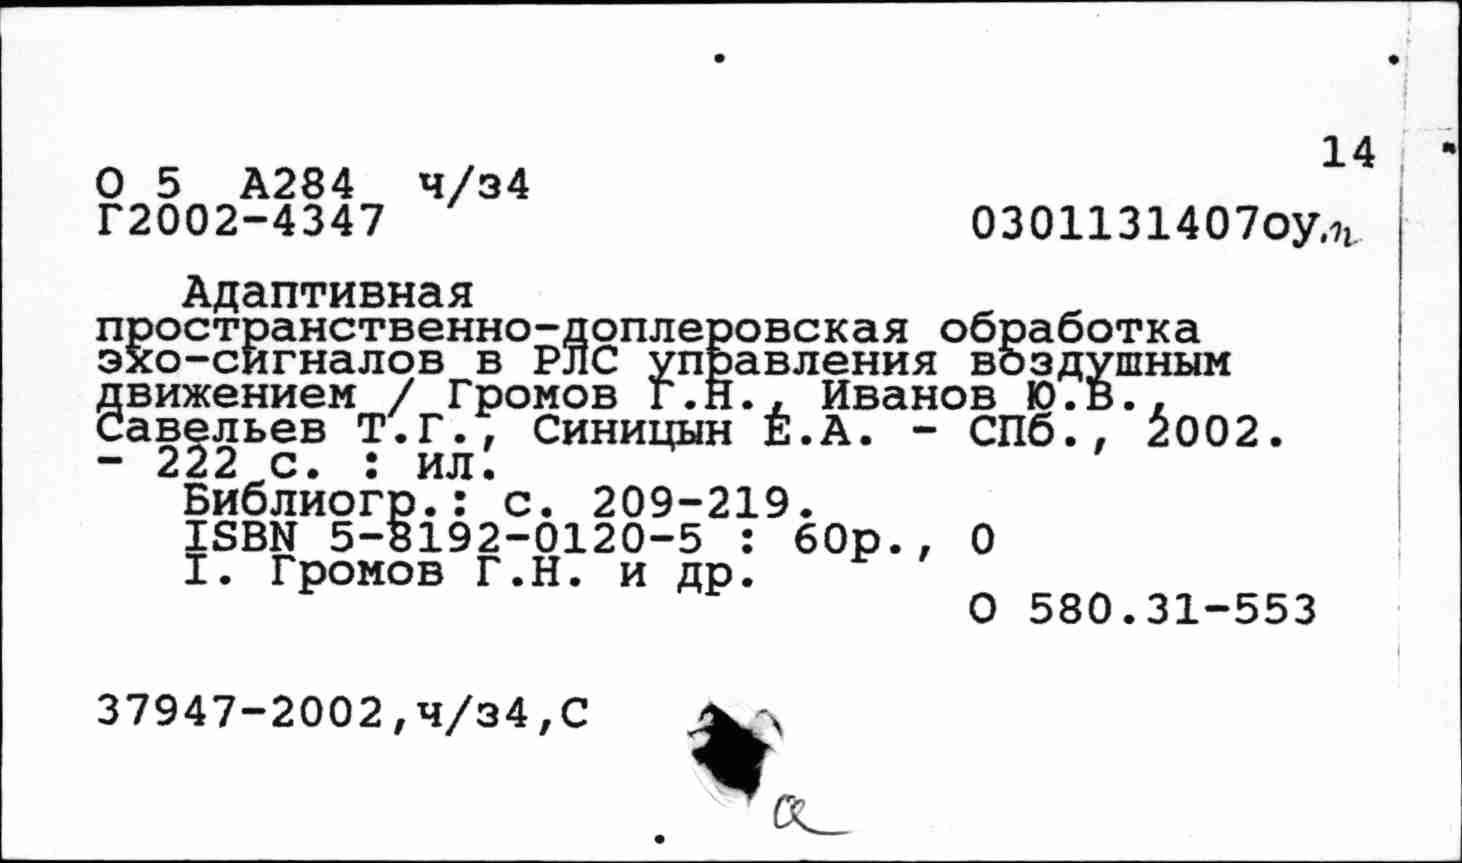 14
О 5 А284 ч/з4
Г2002-4347 0301131407оу
Адаптивная
пространственно-доплеровская обработка
эхо-сигналов в РЛС управления воздушным
движением / Громов Г.Н., Иванов Ю.В.,
Савельев Т.Г., Синицын Е.А. - СПб., 2002.
- 222 с. : ил.
Библиогр.: с. 209-219.
ISBN 5-8192-0120-5 : 60р., 0
I. Громов Г.Н. и др.
О 580.31-553
37947-2002,ч/з4,С